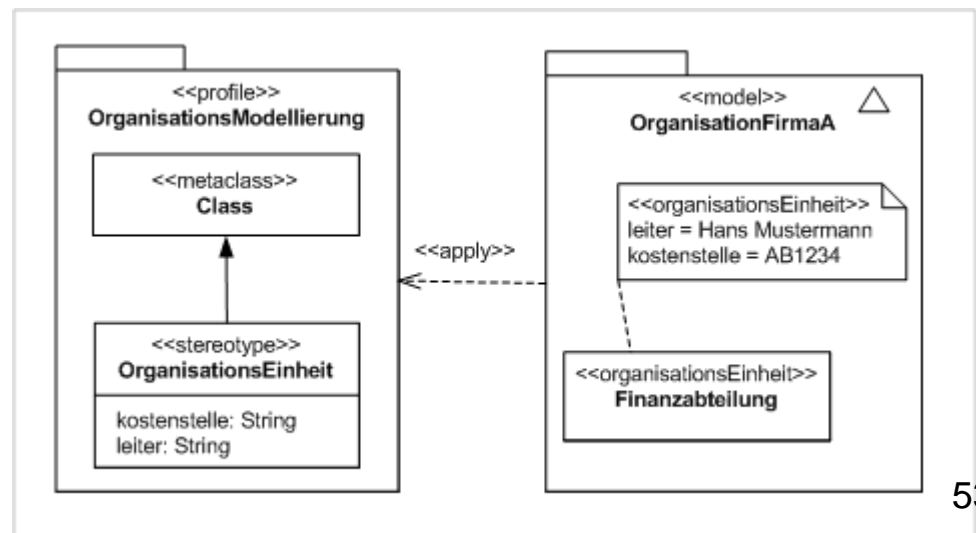 <<profile>>
OrganisationsModellierung
<<metaclass>>
Class
<<stereotype>>
OrganisationsEinheit
kostenstelle: String
leiter: String
<<apply>>
<<model>>
OrganisationFirmaA
<<organisationsEinheit>>
leiter = Hans Mustermann
kostenstelle = AB1234
<<organisationsEinheit>>
Finanzabteilung